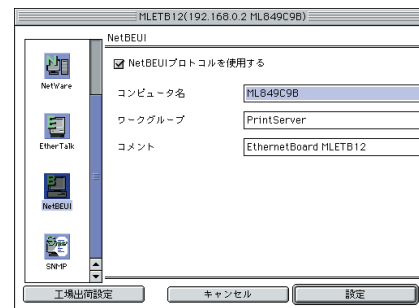 MLETB12(192.168.0.2 ML849C9B)
NetBEUI
NetBEUIプロトコルを使用する
NetWare
コンピュータ名
ML849C9B
ワークグループ
PrintServer
EtherTalk
コメント
EthernetBoard MLETB12
NetBEUI
SNMP
工場出荷設定
キャンセル
設定